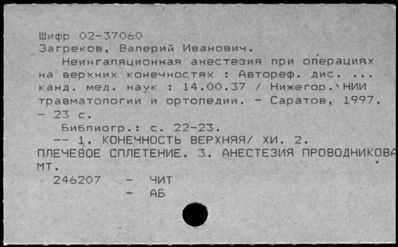 Шифр 02-37060
Загреков, Валерий Иванович.
Неингаляционная анестезия при операциях
на верхних конечностях : Автореф. дис. ...
канд. мед. наук : 14.00.37 / Нижегор. НИИ
травматологии и ортопедии. - Саратов, 1997.
- 23 с.
Библиогр.: с. 22-23.
-- 1. КОНЕЧНОСТЬ ВЕРХНЯЯ/ ХИ. 2.
ПЛЕЧЕВОЕ СПЛЕТЕНИЕ. 3. АНЕСТЕЗИЯ ПРОВОДНИКОВА
МТ.
246207 - ЧИТ
- АБ